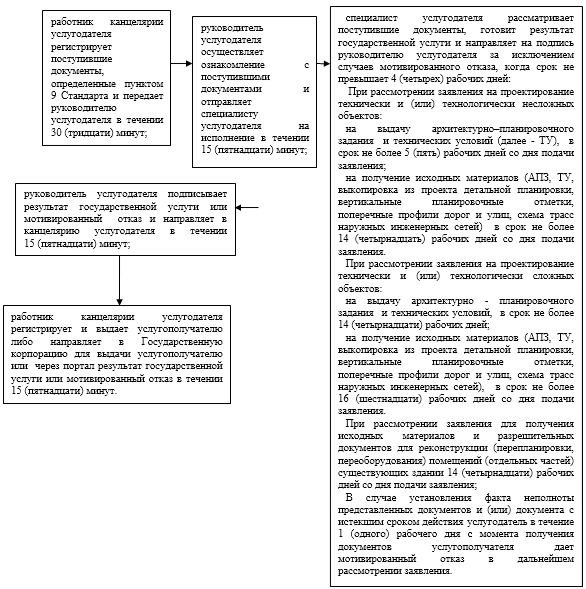 работник канцелярии
услугодателя
регистрирует
поступившие
документы,
определенные пунктом
9 Стандарта и передает
руководителю
услугодателя в течении
30 (тридцати) минут;
руководитель
услугодателя
осуществляет
ознакомление с
поступившими
документами и
отправляет
специалисту
услугодателя на
исполнение в течении
15 (пятнадцати) минут;
специалист услугодателя рассматривает
поступившие документы, готовит результат
государственной услуги и направляет на подпись
руководителю услугодателя за исключением
случаев мотивированного отказа, когда срок не
превышает 4 (четырех) рабочих дней:
При рассмотрении заявления на проектирование
технически и (или) технологически несложных
объектов:
на выдачу архитектурно–планировочного
задания и технических условий (далее - ТУ), в
срок не более 5 (пять) рабочих дней со дня подачи
заявления;
на получение исходных материалов (АПЗ, ТУ,
выкопировка из проекта детальной планировки,
вертикальные планировочные отметки,
поперечные профили дорог и улиц, схема трасс
наружных инженерных сетей) в срок не более
14 (четырнадцать) рабочих дней со дня подачи
заявления.
При рассмотрении заявления на проектирование
технически и (или) технологически сложных
объектов:
на выдачу архитектурно - планировочного
задания и технических условий, в срок не более
14 (четырнадцати) рабочих дней;
на получение исходных материалов (АПЗ, ТУ,
выкопировка из проекта детальной планировки,
вертикальные планировочные отметки,
поперечные профили дорог и улиц, схема трасс
наружных инженерных сетей), в срок не более
16 (шестнадцати) рабочих дней со дня подачи
заявления.
При рассмотрении заявления для получения
исходных материалов и разрешительных
документов для реконструкции (перепланировки,
переоборудования) помещений (отдельных частей)
существующих здании 14 (четырнадцати) рабочих
дней со дня подачи заявления;
В случае установления факта неполноты
представленных документов и (или) документа с
истекшим сроком действия услугодатель в течение
1 (одного) рабочего дня с момента получения
документов услугополучателя дает
мотивированный отказ в дальнейшем
рассмотрении заявления.
руководитель услугодателя подписывает
результат государственной услуги или
мотивированный отказ и направляет в
канцелярию услугодателя в течении
15 (пятнадцати) минут;
работник канцелярии услугодателя
регистрирует и выдает услугополучателю
либо направляет в Государственную
корпорацию для выдачи услугополучателю
или через портал результат государственной
услуги или мотивированный отказ в течении
15 (пятнадцати) минут.